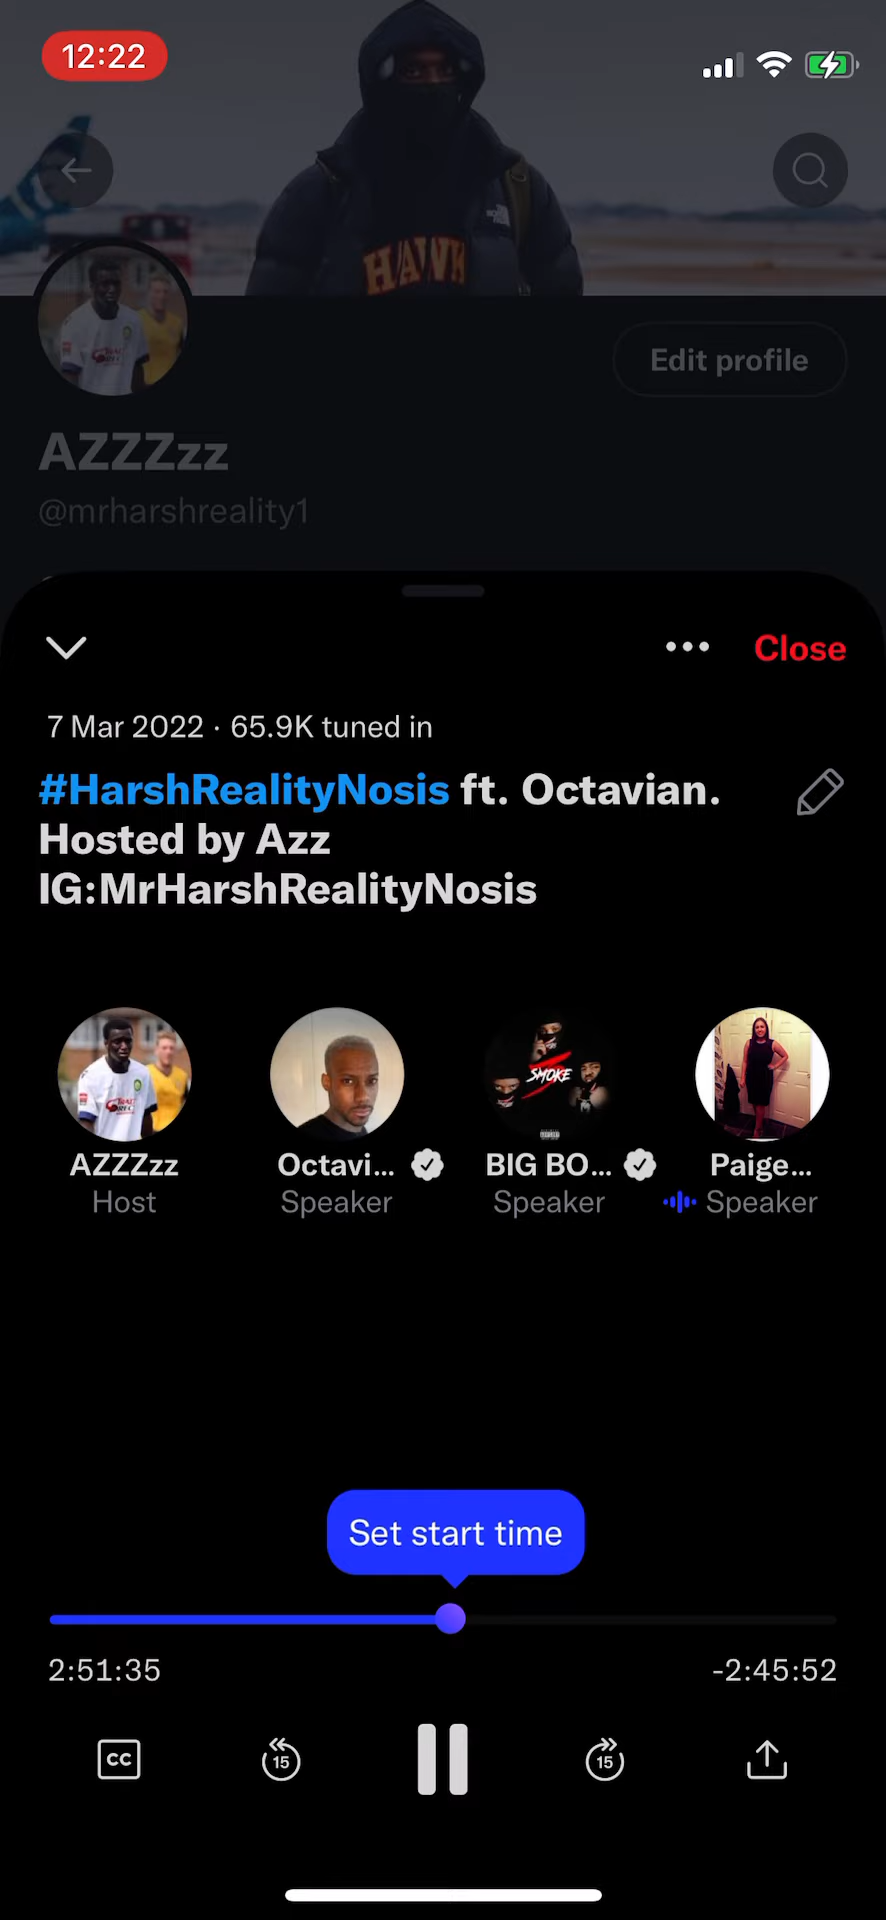 12:22
HAWK
Edit profile
AZZZzz
@mrharshreality1
Close
7 Mar 2022 · 65.9K tuned in
#HarshRealityNosis ft. Octavian.
Hosted by Azz
IG:MrHarshRealityNosis
SMOKE
AZZZzz
Octavi...
BIG BO...
Paige...
Host
Speaker
Speaker
Speaker
Set start time
2:51:35
-2:45:52
CC
15
15